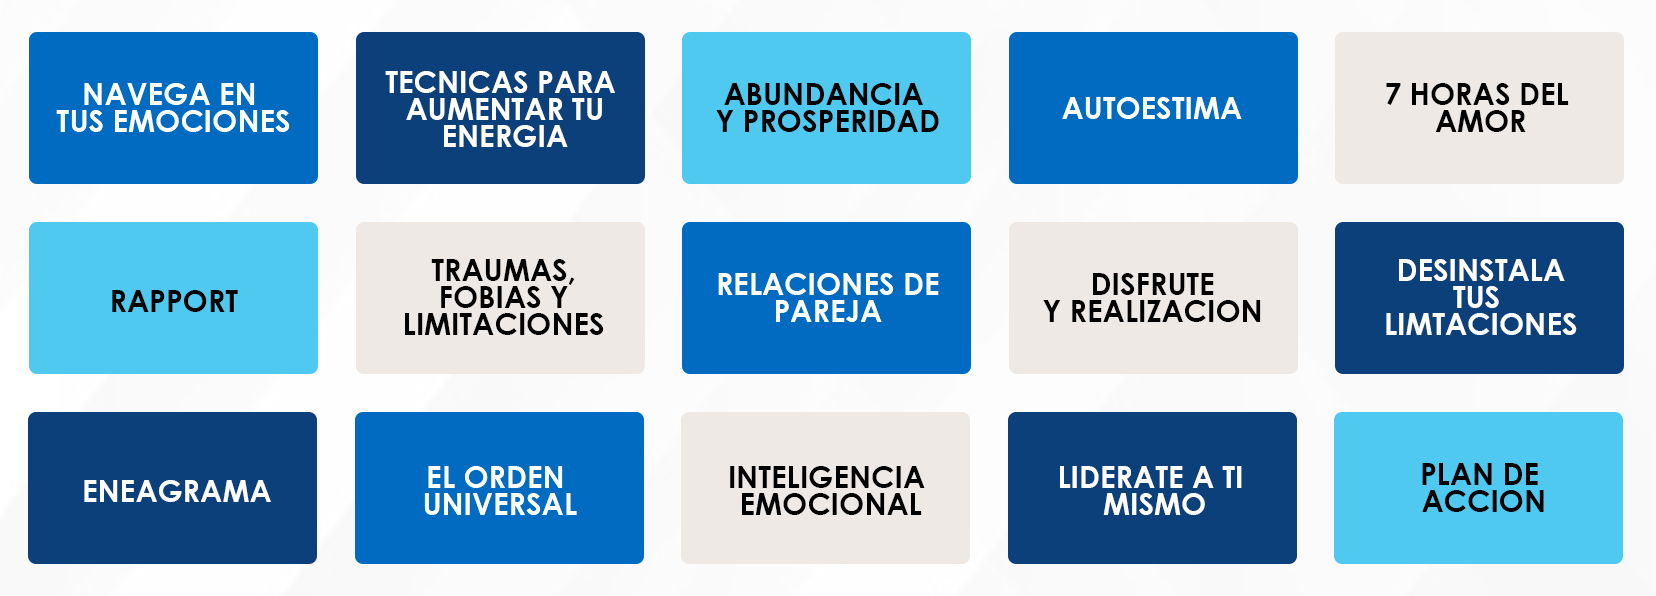 NAVEGA EN
TUS EMOCIONES
TECNICAS PARA
AUMENTAR TU
ENERGIA
ABUNDANCIA
Y PROSPERIDAD
AUTOESTIMA
7 HORAS DEL
AMOR
RAPPORT
TRAUMAS,
FOBIAS Y
LIMITACIONES
RELACIONES DE
PAREJA
DISFRUTE
Y REALIZACION
DESINSTALA
TUS
LIMTACIONES
ENEAGRAMA
EL ORDEN
UNIVERSAL
INTELIGENCIA
EMOCIONAL
LIDERATE A TI
MISMO
PLAN DE
ACCION